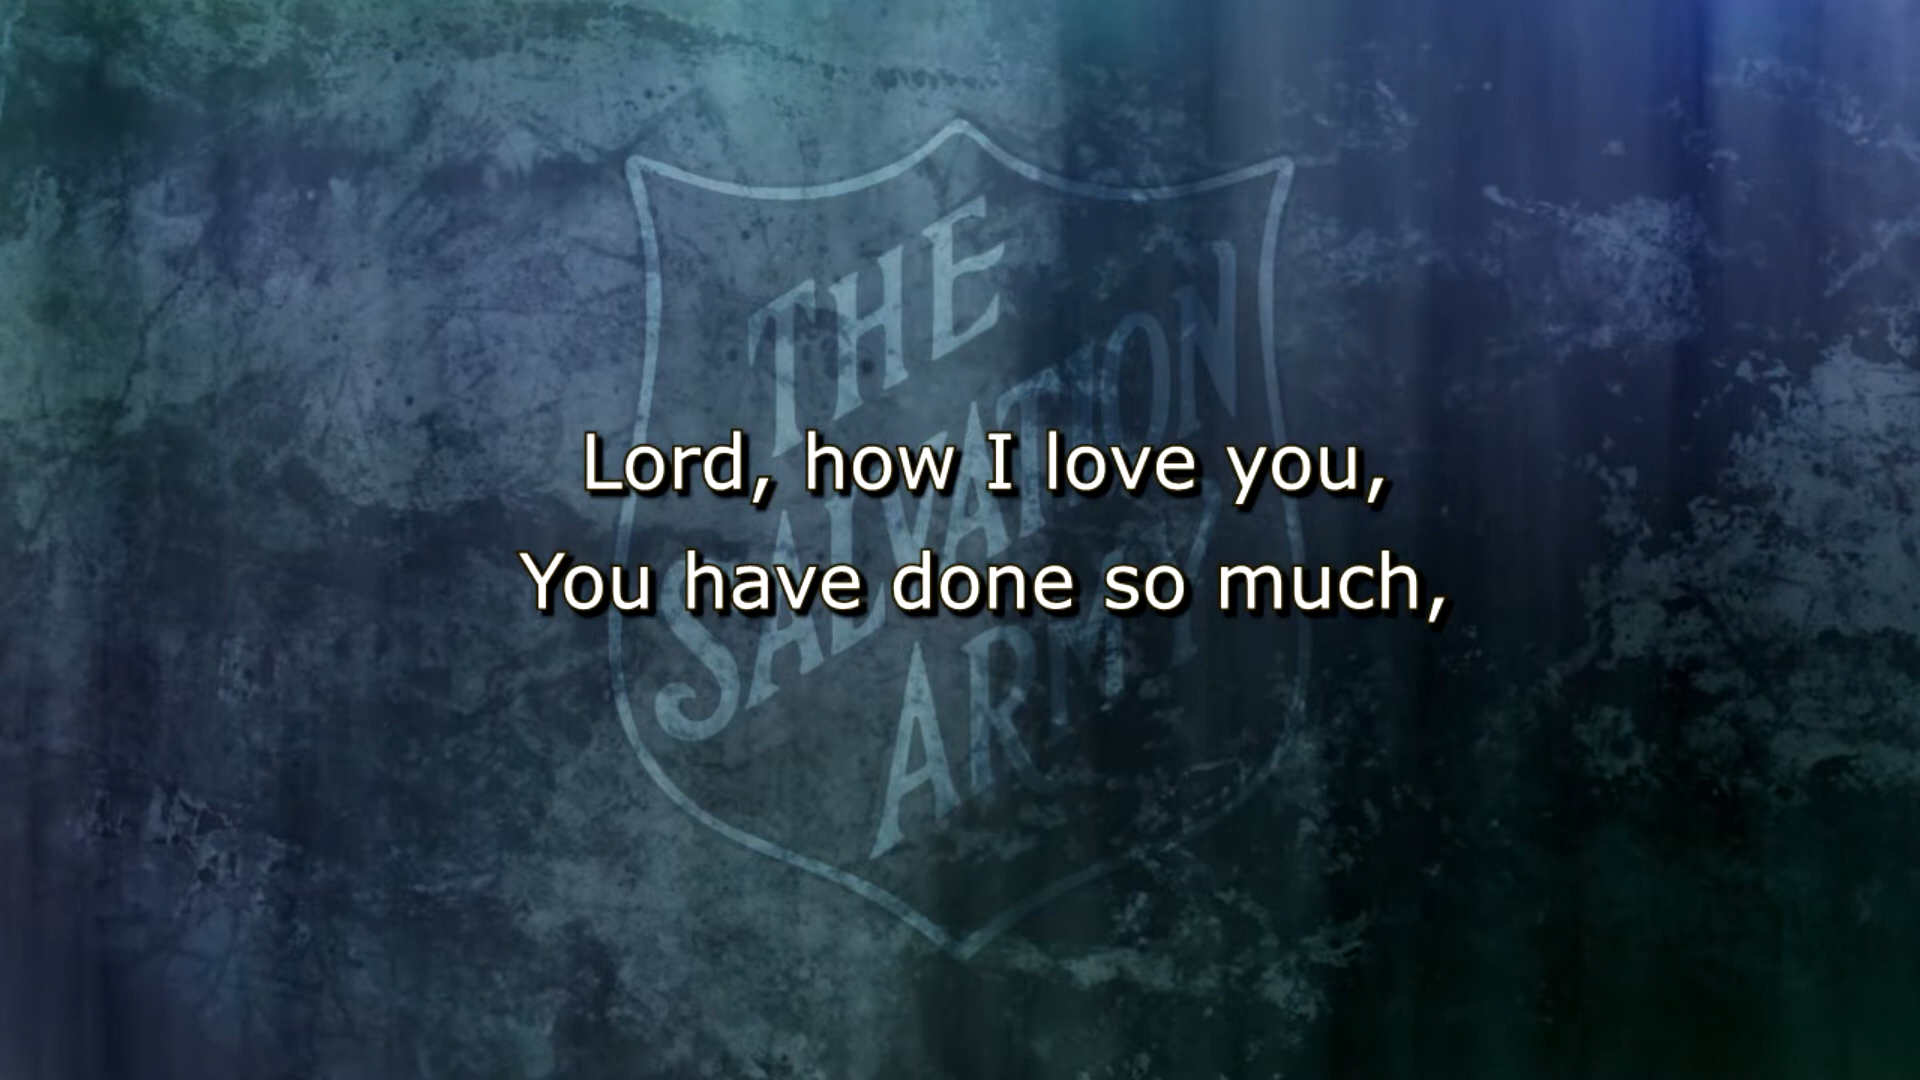 THE
SALVATION
ARMY
Lord, how I love you,
You have done so much,